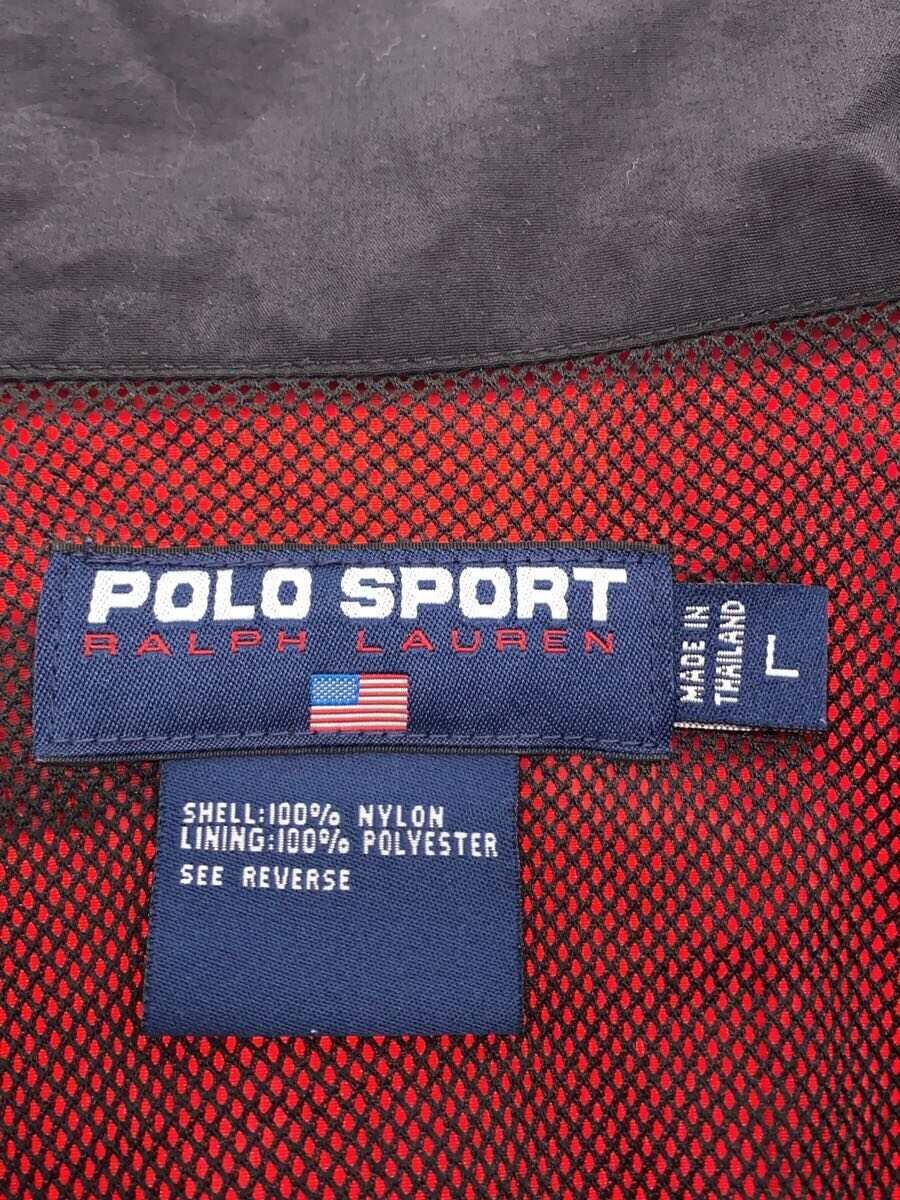 POLO SPORT
RALPH LAUREN
MADE IN
THAILAND
L
SHELL:100% NYLON
LINING:100% POLYESTER
SEE REVERSE